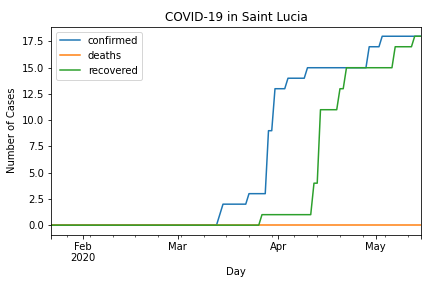 COVID-19 in Saint Lucia
confirmed
deaths
recovered
Number of Cases
17.5
15.0
12.5
10.0
7.5
5.0
2.5
0.0
Feb
2020
Mar
Apr
May
Day